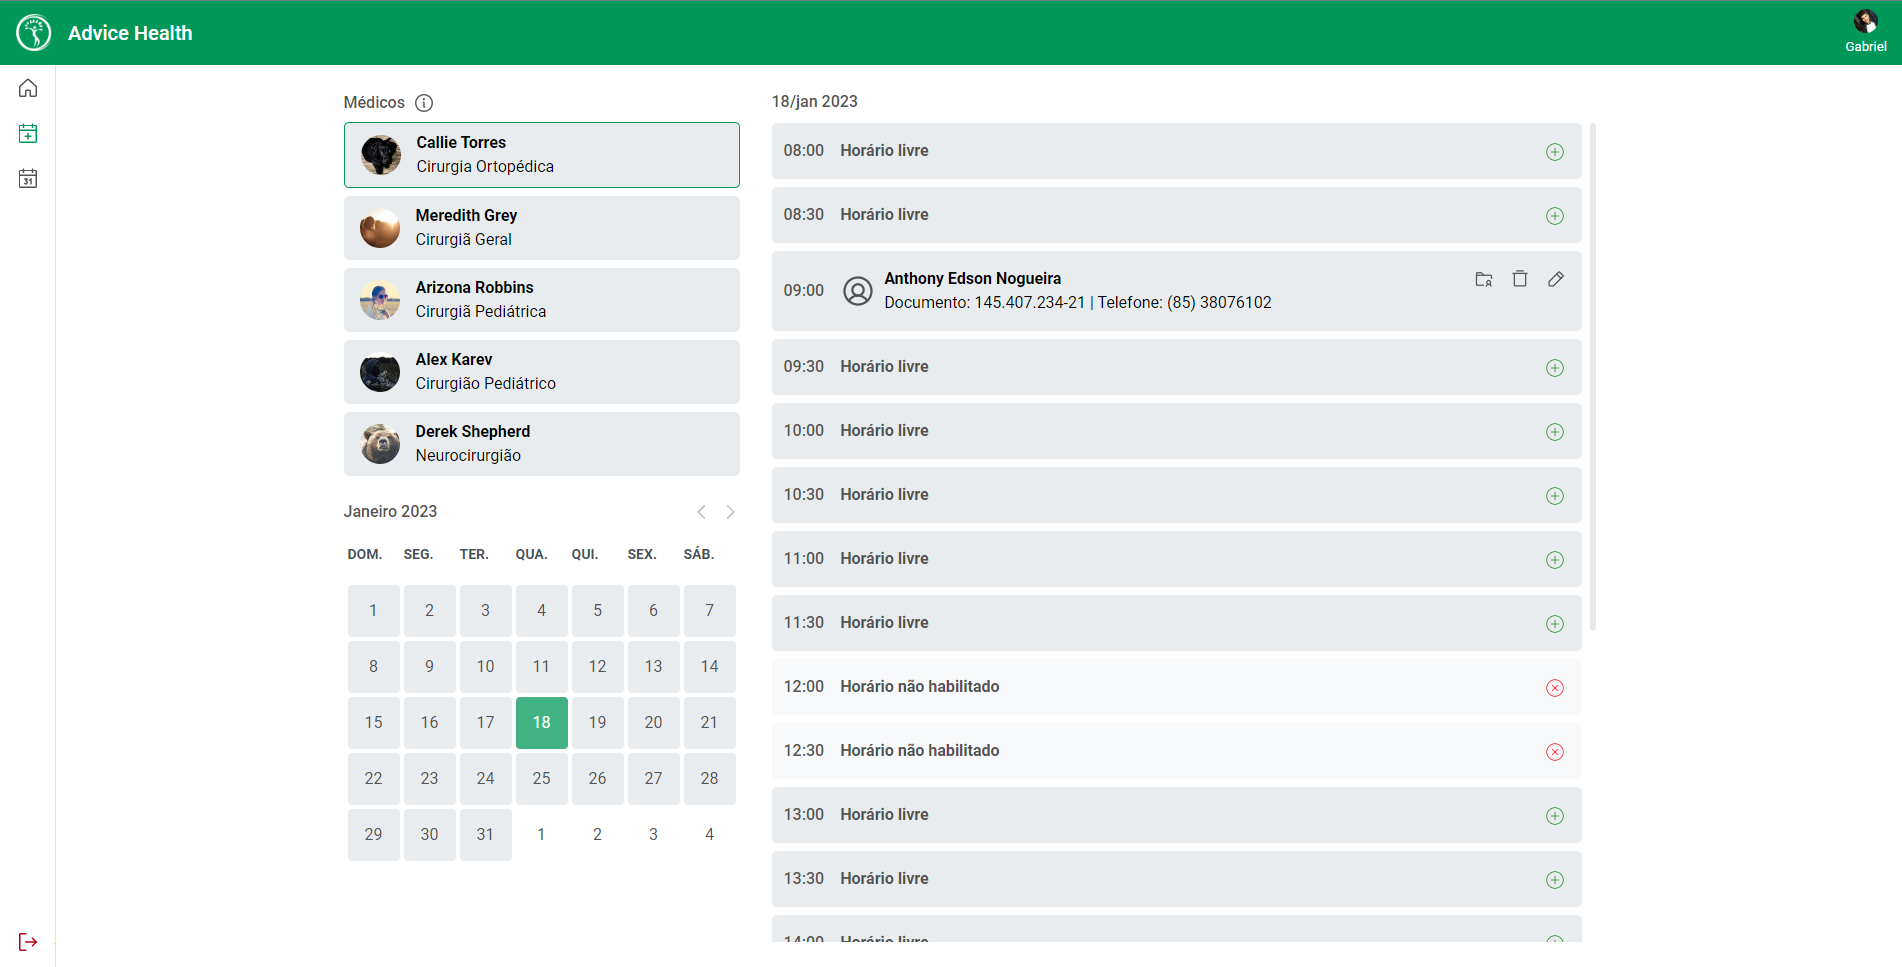 Advice Health
Gabriel
Médicos
Callie Torres
Cirurgia Ortopédica
Meredith Grey
Cirurgiã Geral
Arizona Robbins
Cirurgiã Pediátrica
Alex Karev
Cirurgião Pediátrico
Derek Shepherd
Neurocirurgião
Janeiro 2023
DOM. SEG. TER. QUA. QUI. SEX. SÁB.
1 2 3 4 5 6 7
8 9 10 11 12 13 14
15 16 17 18 19 20 21
22 23 24 25 26 27 28
29 30 31 1 2 3 4
31
18/jan 2023
08:00 Horário livre
08:30 Horário livre
09:00
Anthony Edson Nogueira
Documento: 145.407.234-21 | Telefone: (85) 38076102
09:30 Horário livre
10:00 Horário livre
10:30 Horário livre
11:00 Horário livre
11:30 Horário livre
12:00 Horário não habilitado
12:30 Horário não habilitado
13:00 Horário livre
13:30 Horário livre
14:00 Horário livre